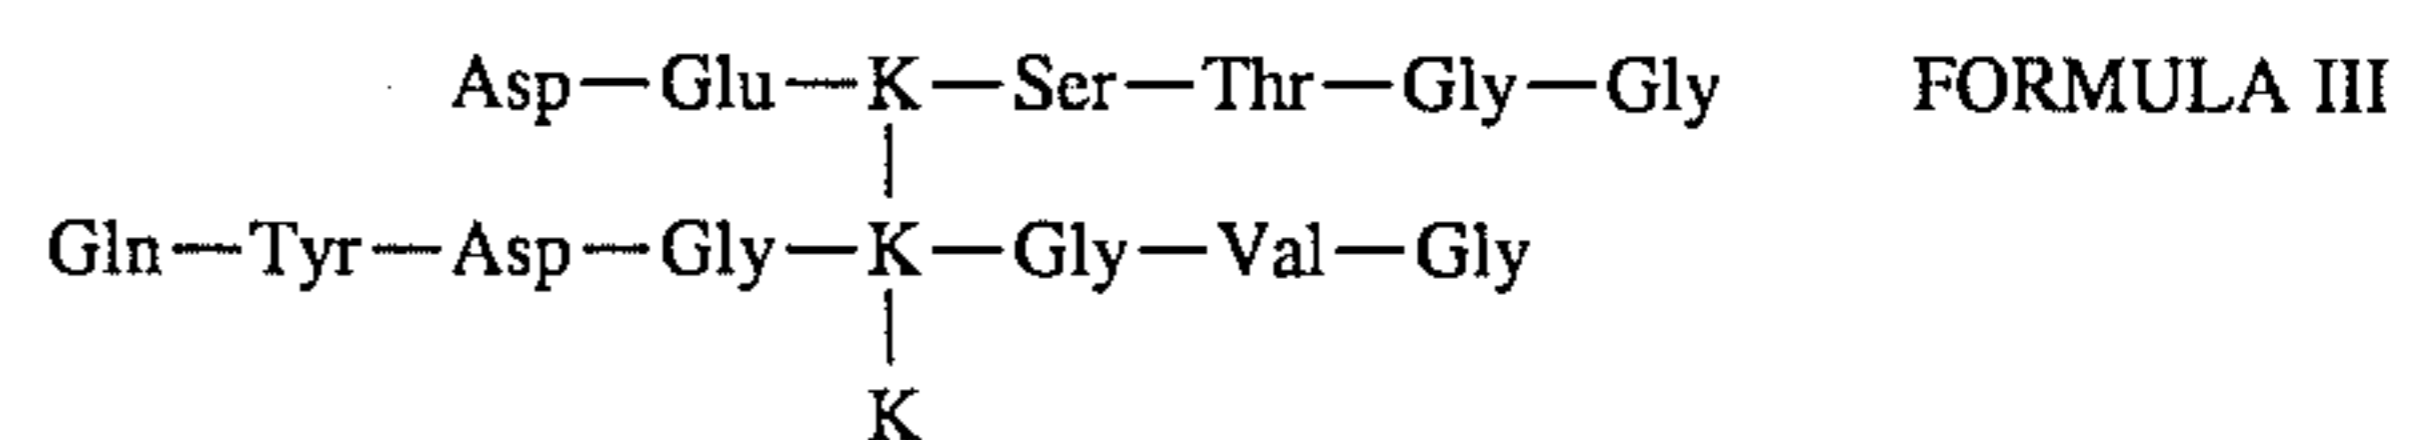 Asp—Glu—K—Ser—Thr—Gly—Gly FORMULA III
Gln—Tyr—Asp—Gly—K—Gly—Val—Gly
K